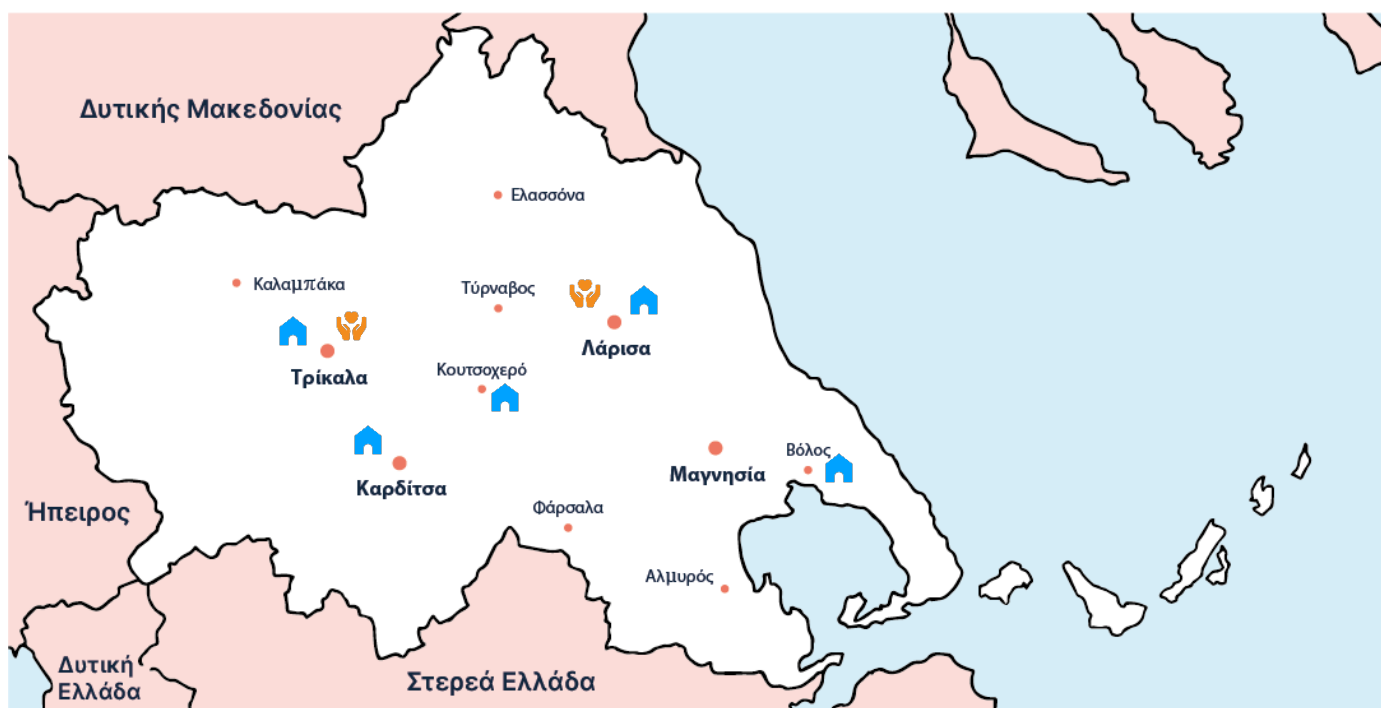 Δυτικής Μακεδονίας
Ελασσόνα
Καλαμπάκα
Τύρναβος
Λάρισα
Τρίκαλα
Κουτσοχερό
Βόλος
Μαγνησία
Καρδίτσα
Φάρσαλα
Ήπειρος
Αλμυρός
Δυτική
Ελλάδα
Στερεά Ελλάδα